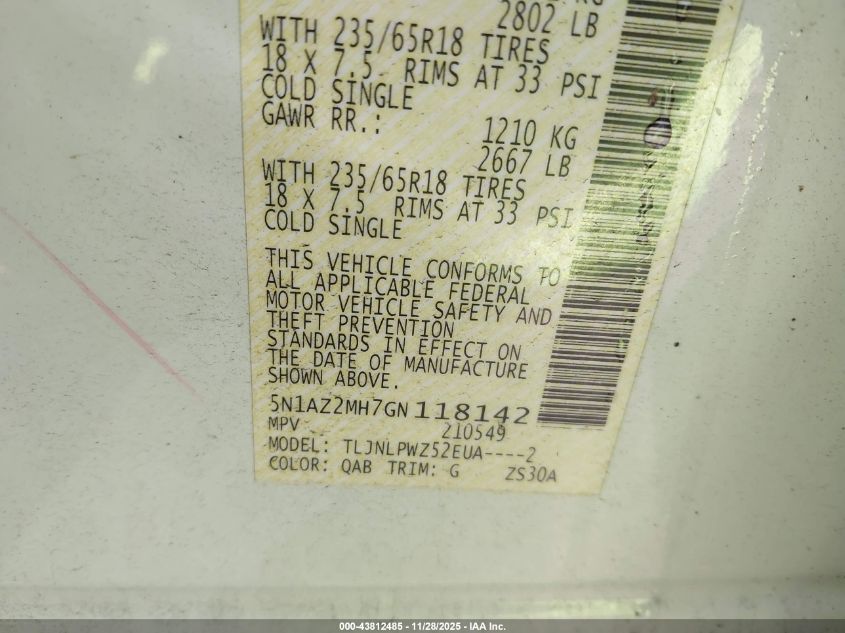 2802 LB
WITH 235/65R18 TIRES
18 X 7.5 RIMS AT 33 PSI
COLD SINGLE
GAWR RR.:
1210 KG
2667 LB
WITH 235/65R18 TIRES
18 X 7.5 RIMS AT 33 PSI
COLD SINGLE
THIS VEHICLE CONFORMS TO
ALL APPLICABLE FEDERAL
MOTOR VEHICLE SAFETY AND
THEFT PREVENTION
STANDARDS IN EFFECT ON
THE DATE OF MANUFACTURE
SHOWN ABOVE.
5N1AZ2MH7GN118142
MPV 210549
MODEL: TLJNLPWZ52EUA----2
COLOR: QAB TRIM: G ZS30A
000-43812485 - 11/28/2025 - IAA Inc.